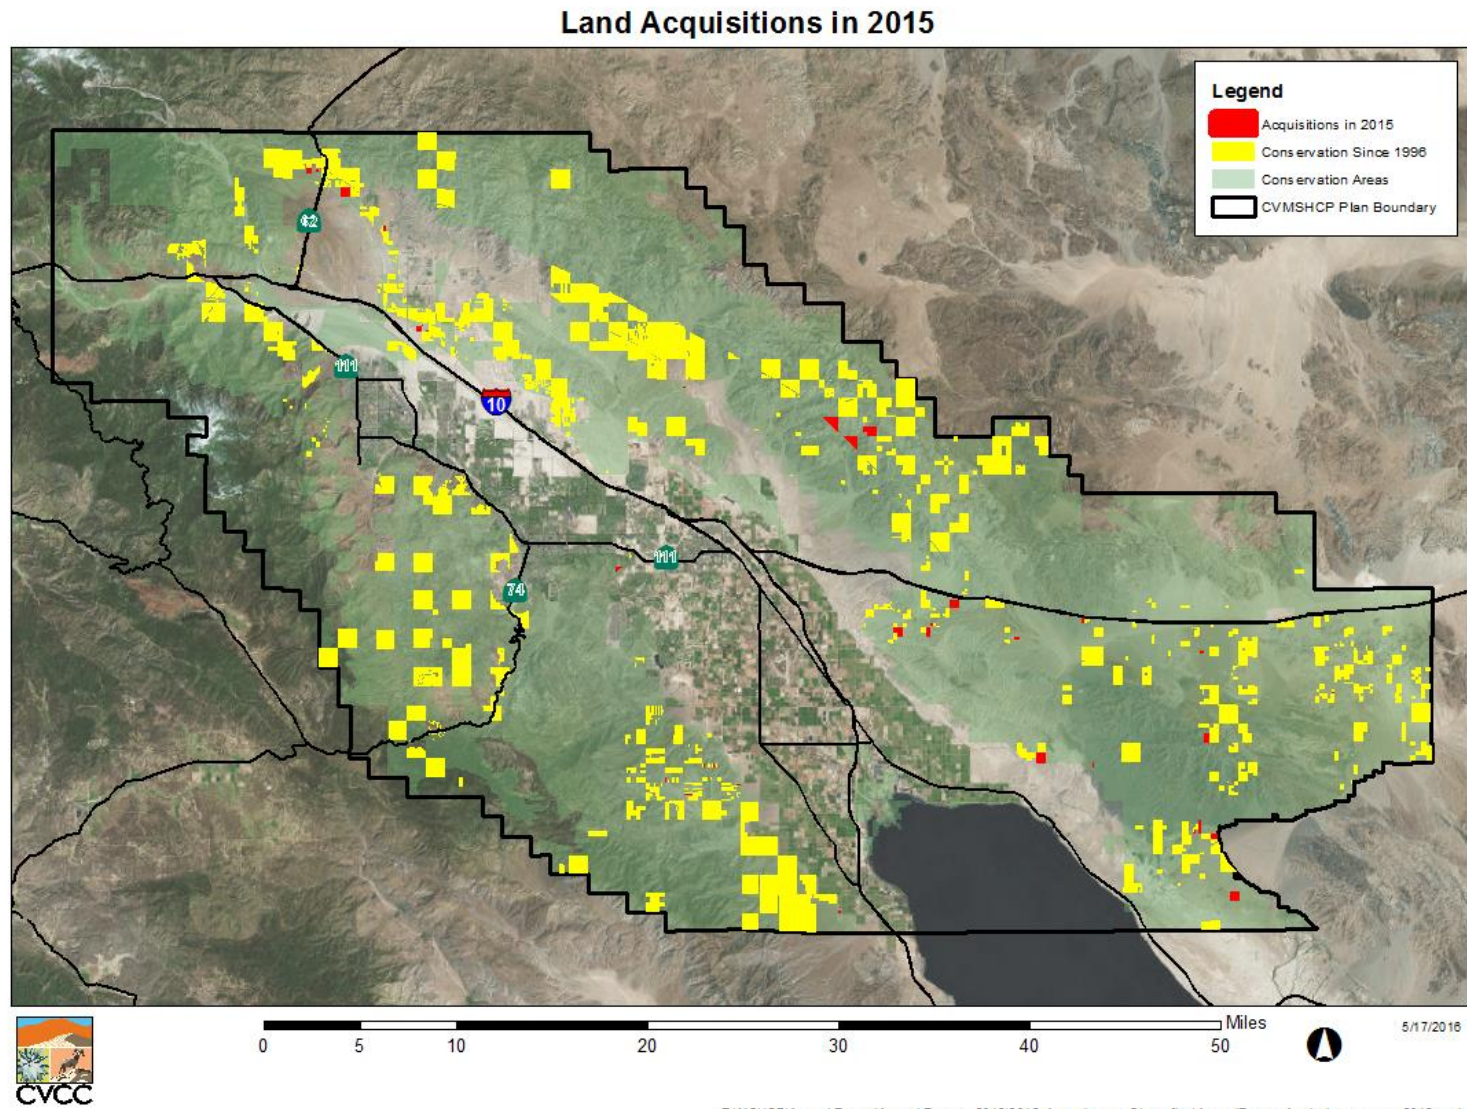 Land Acquisitions in 2015
Legend
Acquisitions in 2015
Conservation Since 1996
Conservation Areas
CVMSHCP Plan Boundary
62
111
10
111
74
Miles
0 5 10 20 30 40 50
5/17/2016
CVCC